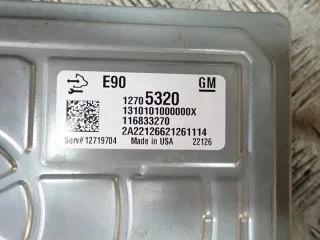 E90 GM
12705320
1310101000000X
116833270
2A22126621261114
Serv# 12719704 Made in USA 22126